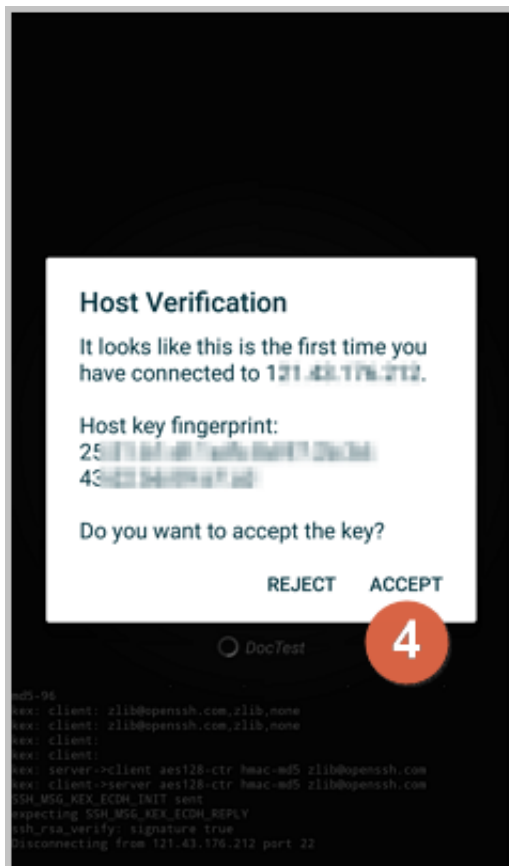 Host Verification
It looks like this is the first time you
have connected to
Host key fingerprint:
Do you want to accept the key?
REJECT ACCEPT
4
DocTest
md5-96
kex: client: zlib@openssh.com,zlib,none
kex: client: zlib@openssh.com,zlib,none
kex: client:
kex: client:
kex: server->client aes128-ctr hmac-md5 zlib@openssh.com
kex: client->server aes128-ctr hmac-md5 zlib@openssh.com
SSH_MSG_KEX_ECDH_INIT sent
expecting SSH_MSG_KEX_ECDH_REPLY
ssh_rsa_verify: signature true
Disconnecting from 121.43.176.212 port 22